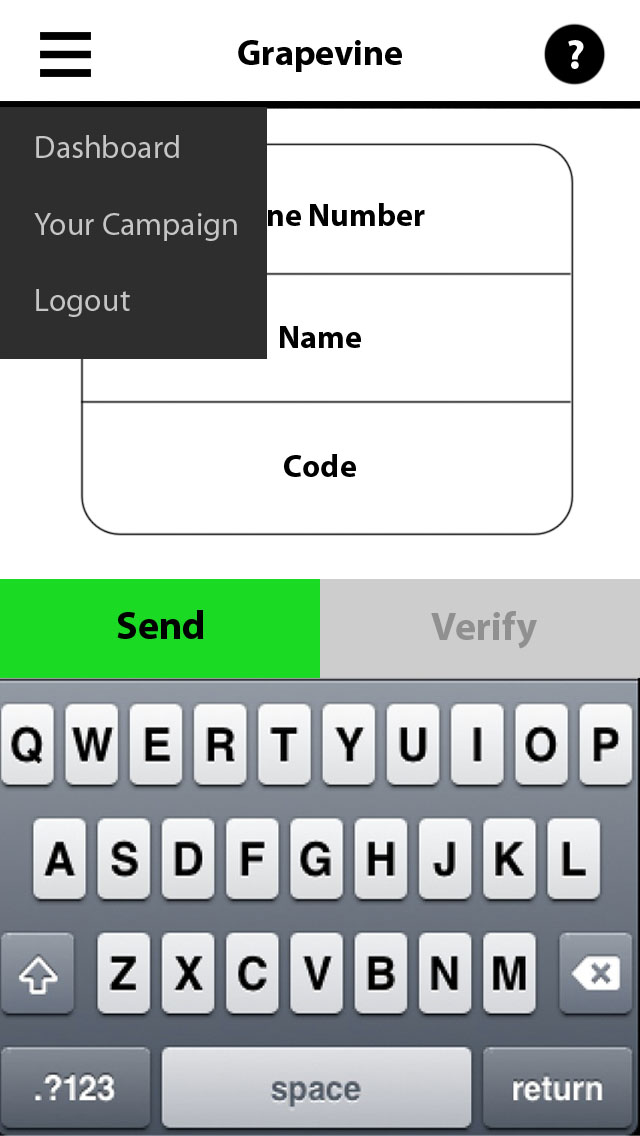 Grapevine
?
Dashboard
Your Campaign
Logout
ne Number
Name
Code
Send
Verify
Q W E R T Y U I O P
A S D F G H J K L
Z X C V B N M
.?123 space return